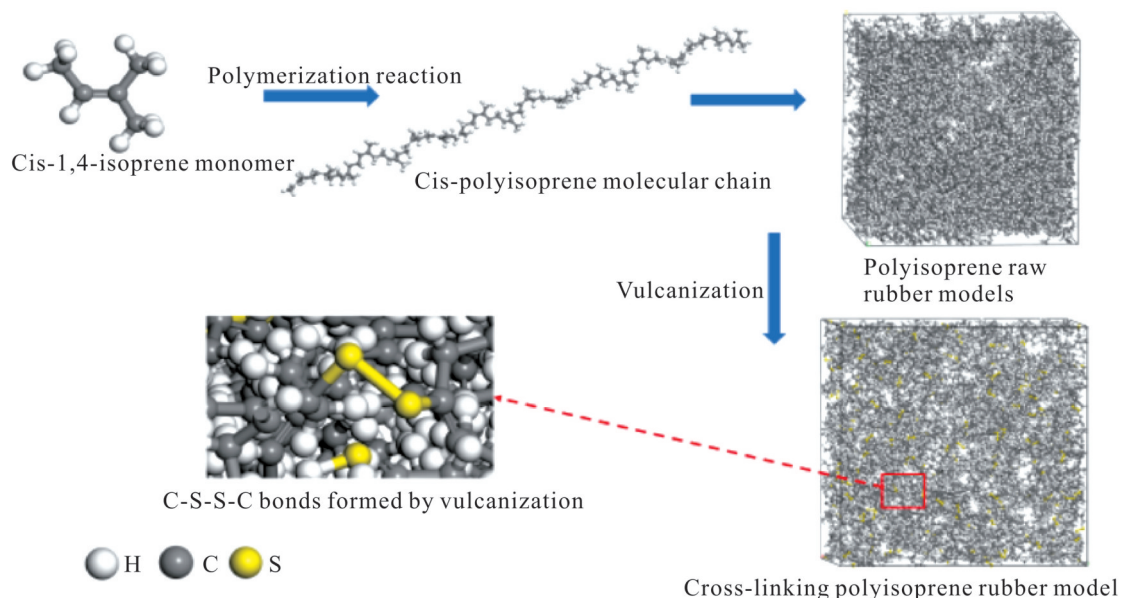 Polymerization reaction
Cis-1,4-isoprene monomer
Cis-polyisoprene molecular chain
Polyisoprene raw
rubber models
Vulcanization
C-S-S-C bonds formed by vulcanization
H
C
S
Cross-linking polyisoprene rubber model